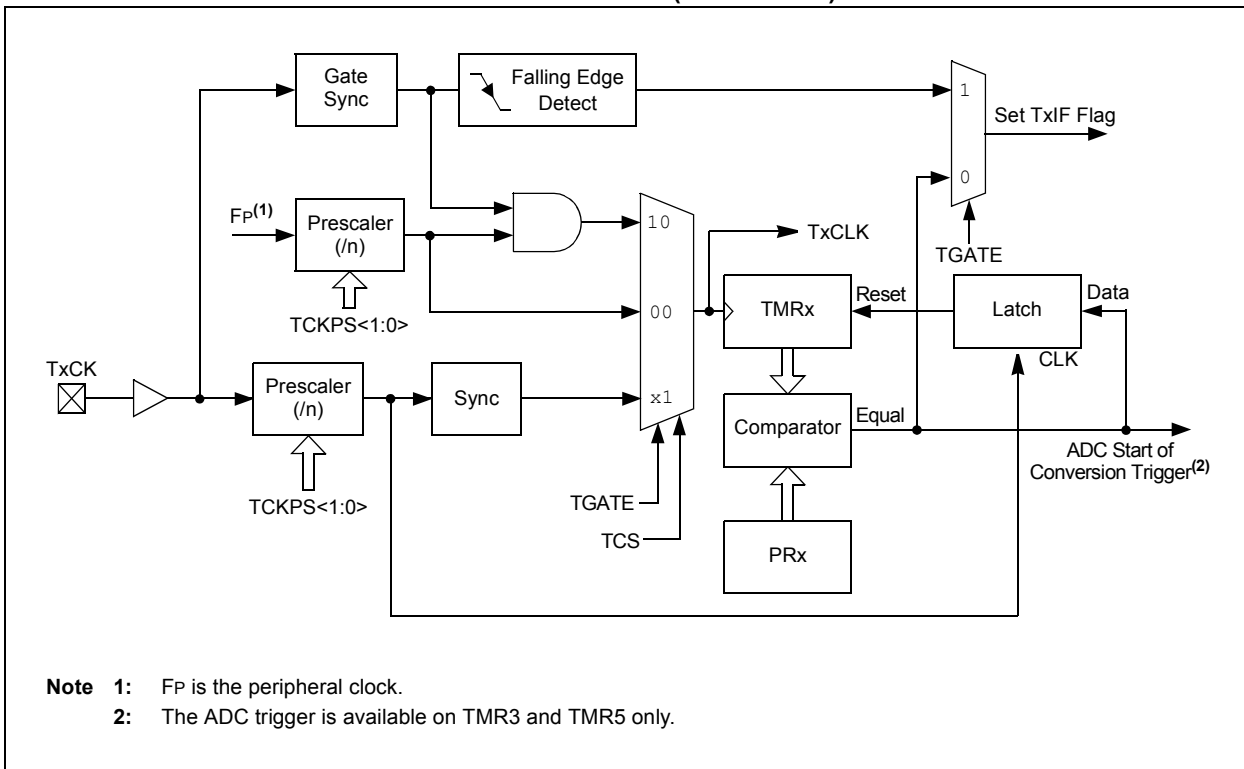 Gate
Sync
Falling Edge
Detect
1
Set TxIF Flag
0
FP(1)
Prescaler
(/n)
10
TxCLK
TGATE
TCKPS<1:0>
00
TMRx
Reset
Latch
Data
CLK
TxCK
Prescaler
(/n)
Sync
x1
Comparator
Equal
ADC Start of
Conversion Trigger(2)
TCKPS<1:0>
TGATE
TCS
PRx
Note 1: FP is the peripheral clock.
2: The ADC trigger is available on TMR3 and TMR5 only.